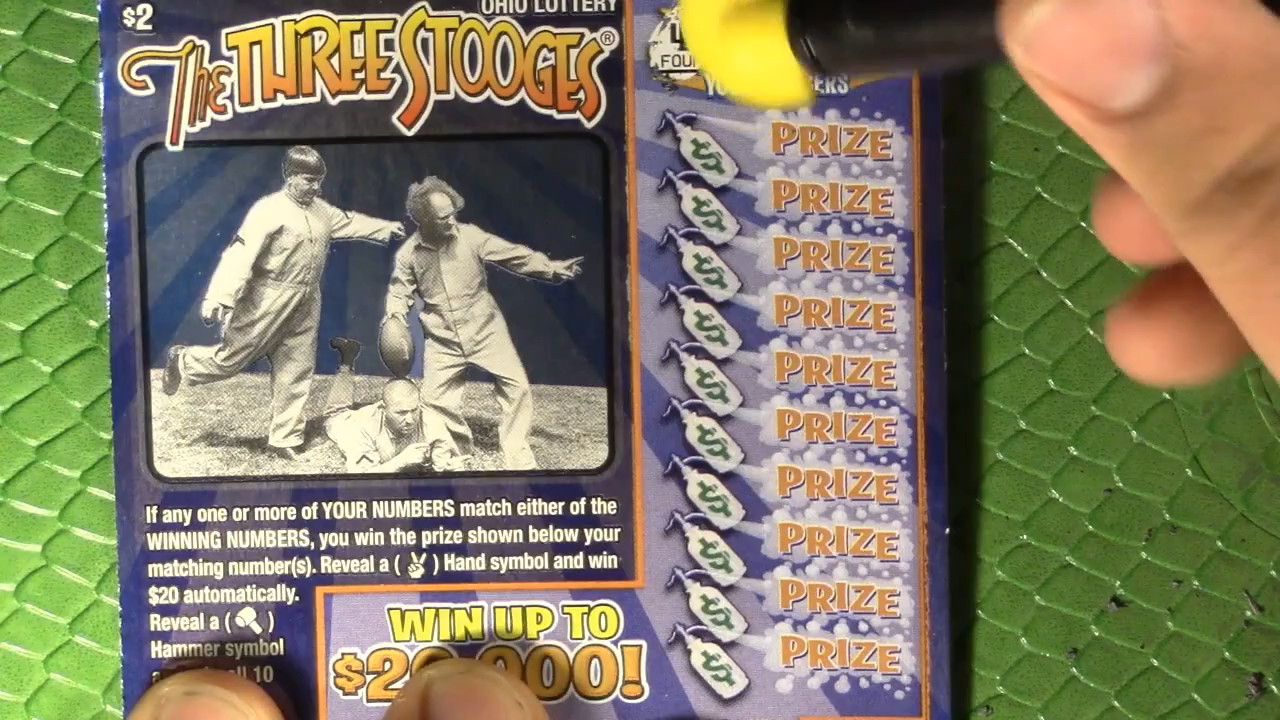 OHIO LOTTERY
$2
The THREE STOOGES®
If any one or more of YOUR NUMBERS match either of the
WINNING NUMBERS, you win the prize shown below your
matching number(s). Reveal a ( ) Hand symbol and win
$20 automatically.
Reveal a ( )
Hammer symbol
all 10
WIN UP TO
PRIZE
PRIZE
PRIZE
PRIZE
PRIZE
PRIZE
PRIZE
PRIZE
PRIZE
PRIZE